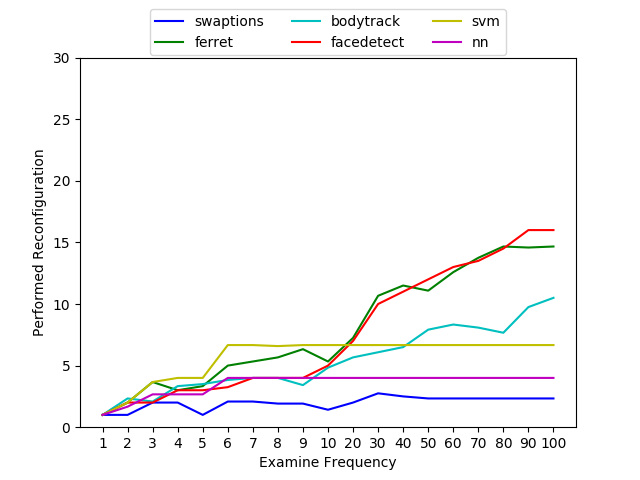 swaptions bodytrack svm
ferret facedetect nn
30
25
20
15
10
5
0
Performed Reconfiguration
1 2 3 4 5 6 7 8 9 10 20 30 40 50 60 70 80 90 100
Examine Frequency